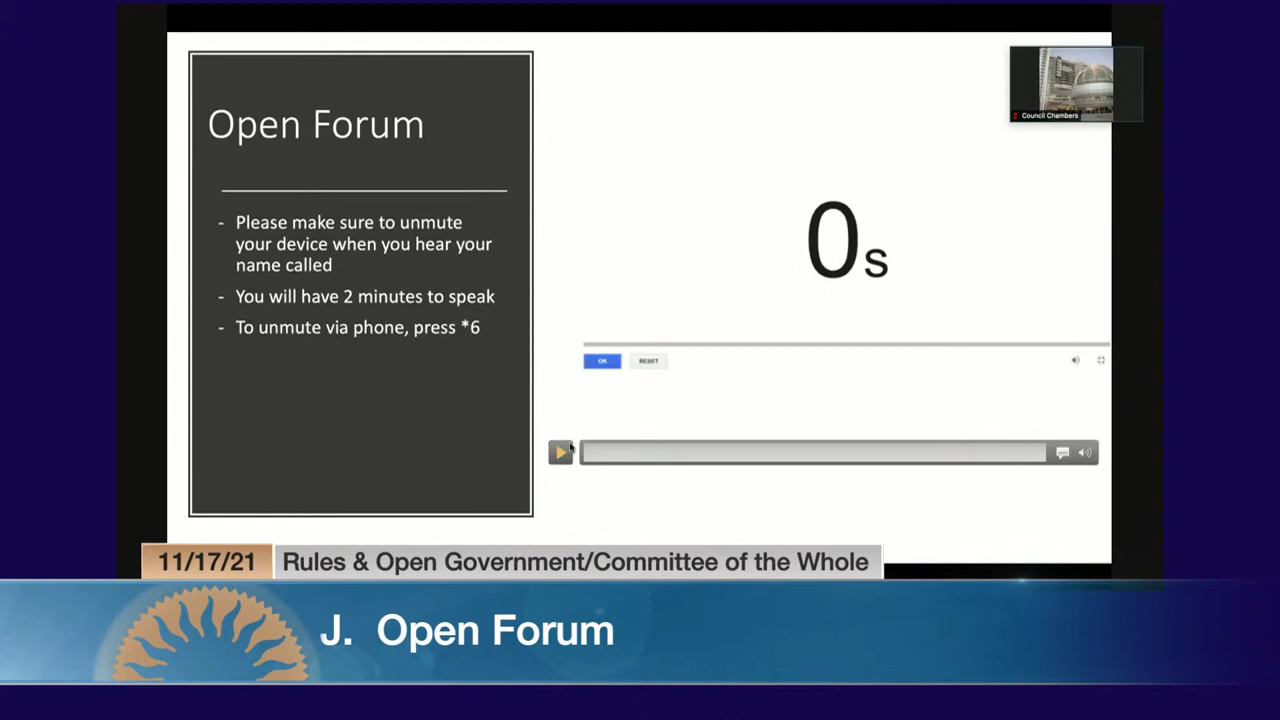 Open Forum
- Please make sure to unmute
your device when you hear your
name called
- You will have 2 minutes to speak
- To unmute via phone, press *6
Council Chambers
0s
OK
RESET
11/17/21
Rules & Open Government/Committee of the Whole
J. Open Forum